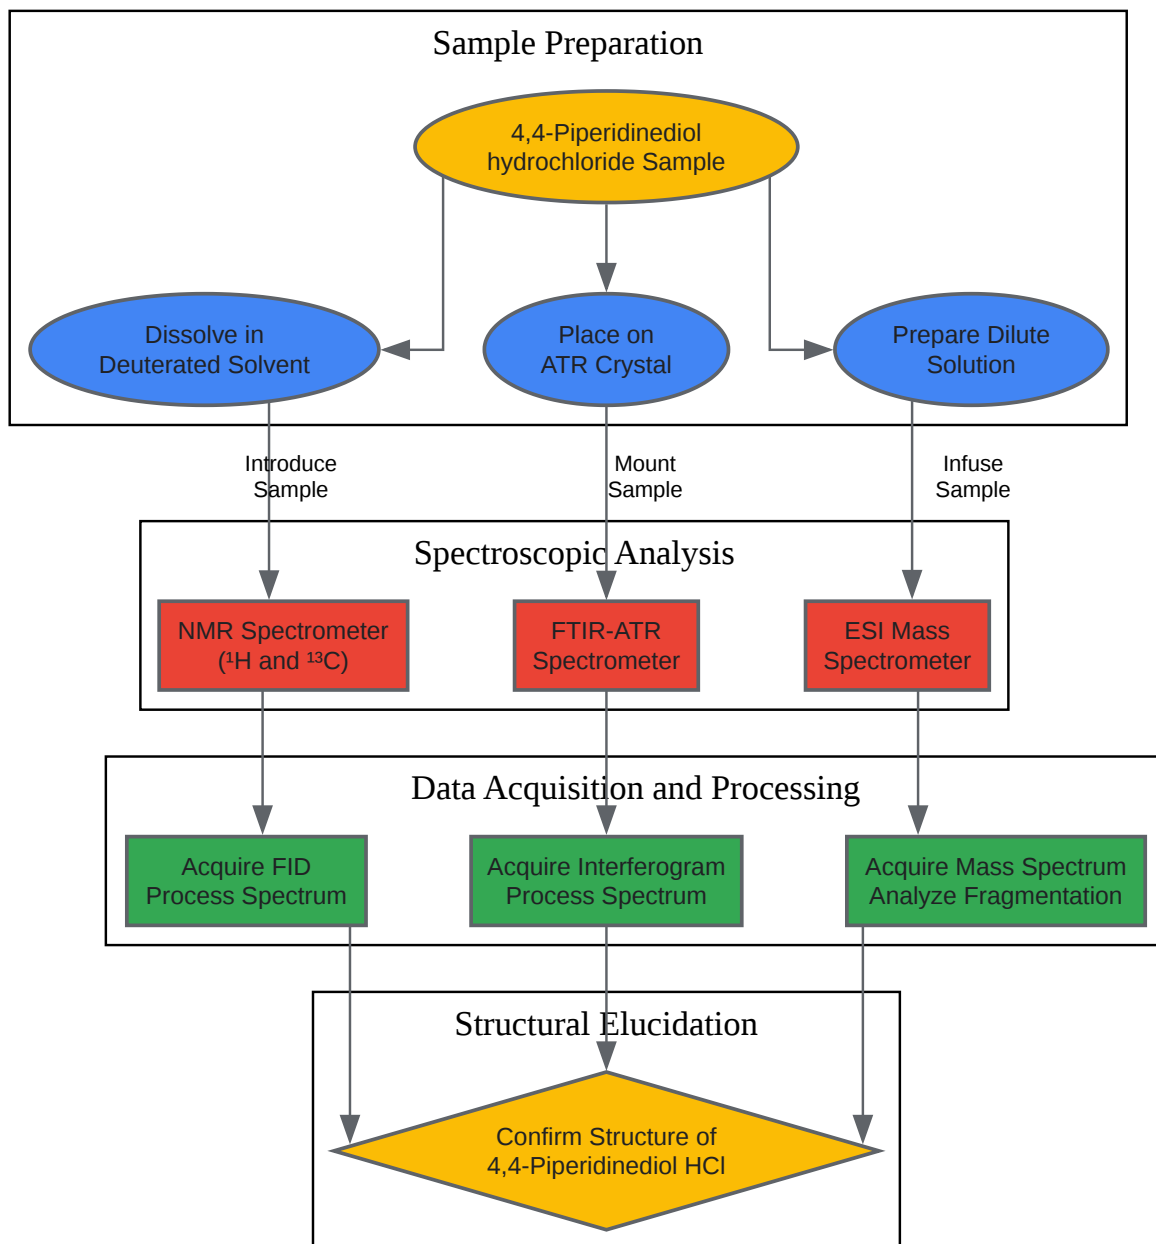 Sample Preparation
4,4-Piperidinediol
hydrochloride Sample
Dissolve in
Deuterated Solvent
Place on
ATR Crystal
Prepare Dilute
Solution
Introduce
Sample
Mount
Sample
Infuse
Sample
Spectroscopic Analysis
NMR Spectrometer
(¹H and ¹³C)
FTIR-ATR
Spectrometer
ESI Mass
Spectrometer
Data Acquisition and Processing
Acquire FID
Process Spectrum
Acquire Interferogram
Process Spectrum
Acquire Mass Spectrum
Analyze Fragmentation
Structural Elucidation
Confirm Structure of
4,4-Piperidinediol HCl